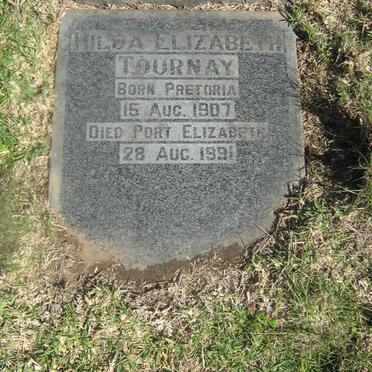 HILDA ELIZABETH
TOURNAY
BORN PRETORIA
15 AUG. 1907
DIED PORT ELIZABETH
28 AUG. 1991